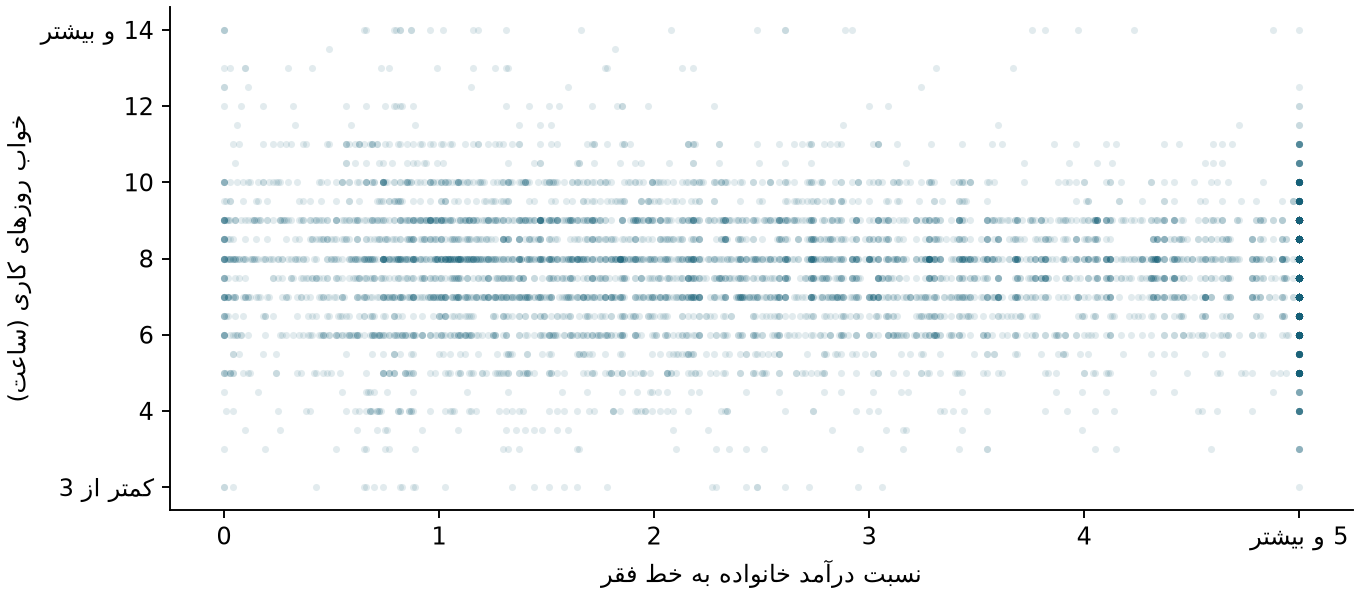 14 و بیشتر
12
10
8
6
4
کمتر از 3
خواب روزهای کاری (ساعت)
0
1
2
3
4
5 و بیشتر
نسبت درآمد خانواده به خط فقر